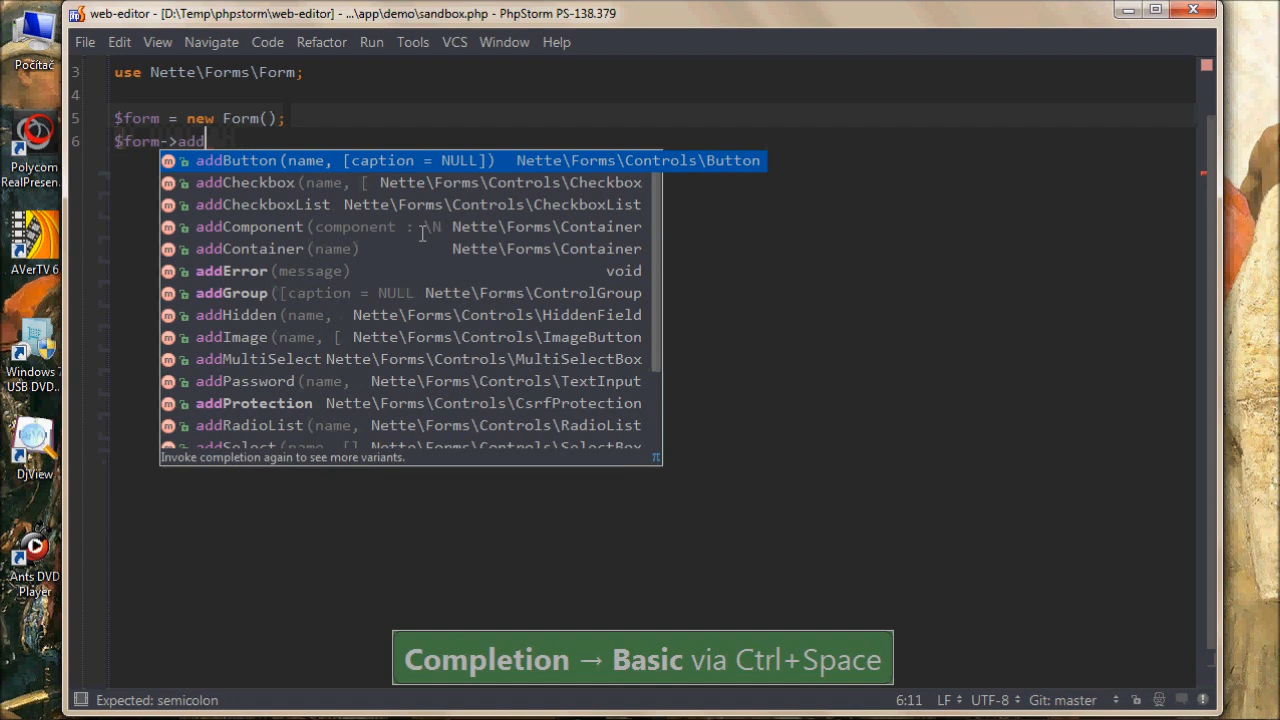 web-editor - [D:\Temp\phpstorm\web-editor] - ...\app\demo\sandbox.php - PhpStorm PS-138.379
File Edit View Navigate Code Refactor Run Tools VCS Window Help
Počítač
Polycom
RealPresen...
AVerTV 6
Windows 7
USB DVD...
DjVu
DjView
Ants DVD
Player
3 use Nette\Forms\Form;
4
5 $form = new Form();
6 $form->add
addButton(name, [caption = NULL]) Nette\Forms\Controls\Button
addCheckbox(name, [ Nette\Forms\Controls\Checkbox
addCheckboxList Nette\Forms\Controls\CheckboxList
addComponent(component : \N Nette\Forms\Container
addContainer(name) Nette\Forms\Container
addError(message) void
addGroup([caption = NULL Nette\Forms\ControlGroup
addHidden(name, Nette\Forms\Controls\HiddenField
addImage(name, [ Nette\Forms\Controls\ImageButton
addMultiSelect Nette\Forms\Controls\MultiSelectBox
addPassword(name, Nette\Forms\Controls\TextInput
addProtection Nette\Forms\Controls\CsrfProtection
addRadioList(name, Nette\Forms\Controls\RadioList
addSelect(name, [] Nette\Forms\Controls\SelectBox
Invoke completion again to see more variants. π
Completion → Basic via Ctrl+Space
Expected: semicolon 6:11 LF UTF-8 Git: master